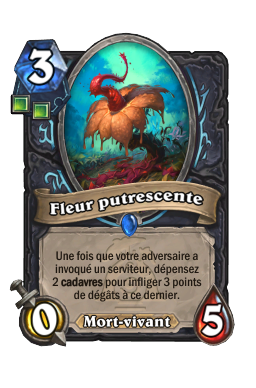 3
Fleur putrescente
Une fois que votre adversaire a
invoqué un serviteur, dépensez
2 cadavres pour infliger 3 points
de dégâts à ce dernier.
0
Mort-vivant
5